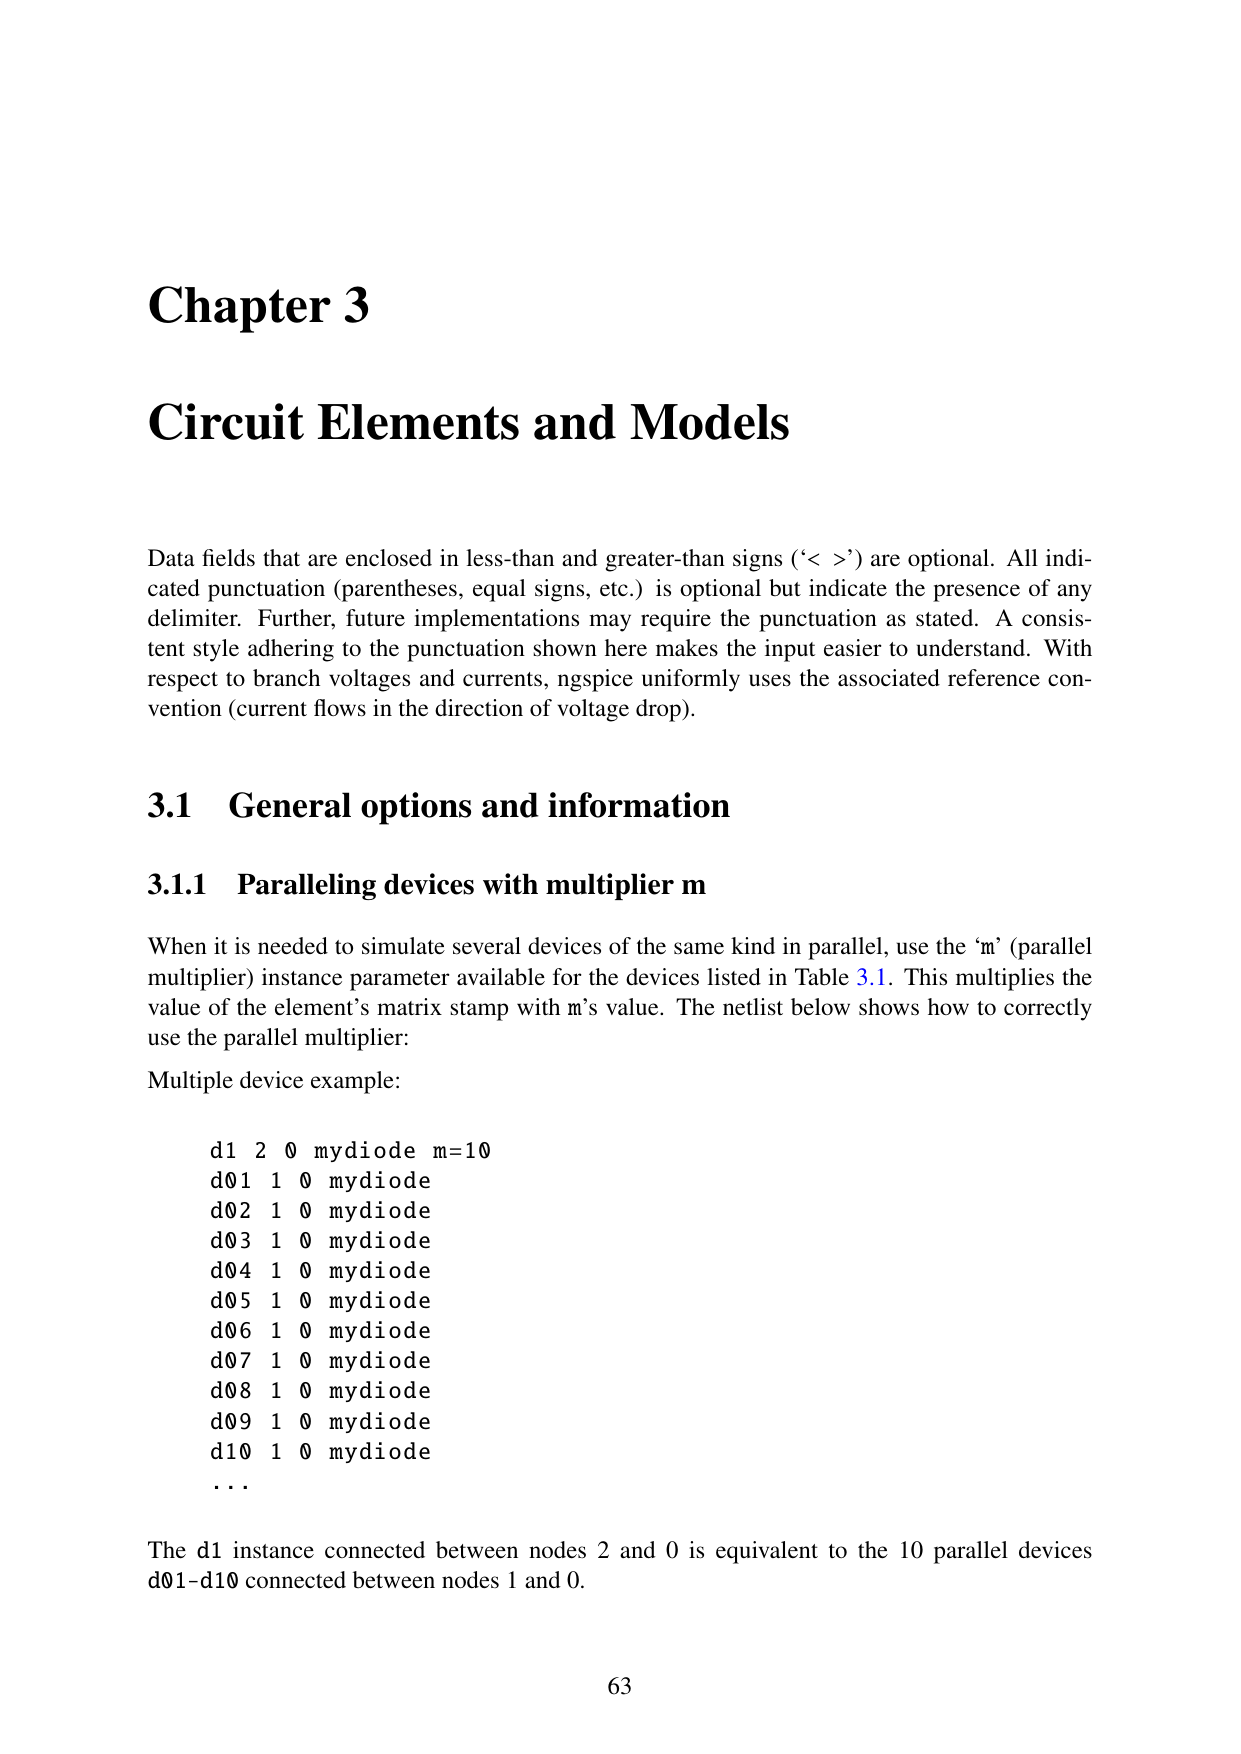 Chapter 3
Circuit Elements and Models
Data fields that are enclosed in less-than and greater-than signs (‘< >’) are optional. All indi-
cated punctuation (parentheses, equal signs, etc.) is optional but indicate the presence of any
delimiter. Further, future implementations may require the punctuation as stated. A consis-
tent style adhering to the punctuation shown here makes the input easier to understand. With
respect to branch voltages and currents, ngspice uniformly uses the associated reference con-
vention (current flows in the direction of voltage drop).
3.1 General options and information
3.1.1 Paralleling devices with multiplier m
When it is needed to simulate several devices of the same kind in parallel, use the ‘m’ (parallel
multiplier) instance parameter available for the devices listed in Table 3.1. This multiplies the
value of the element’s matrix stamp with m’s value. The netlist below shows how to correctly
use the parallel multiplier:
Multiple device example:
d1 2 0 mydiode m=10
d01 1 0 mydiode
d02 1 0 mydiode
d03 1 0 mydiode
d04 1 0 mydiode
d05 1 0 mydiode
d06 1 0 mydiode
d07 1 0 mydiode
d08 1 0 mydiode
d09 1 0 mydiode
d10 1 0 mydiode
...
The d1 instance connected between nodes 2 and 0 is equivalent to the 10 parallel devices
d01-d10 connected between nodes 1 and 0.
63